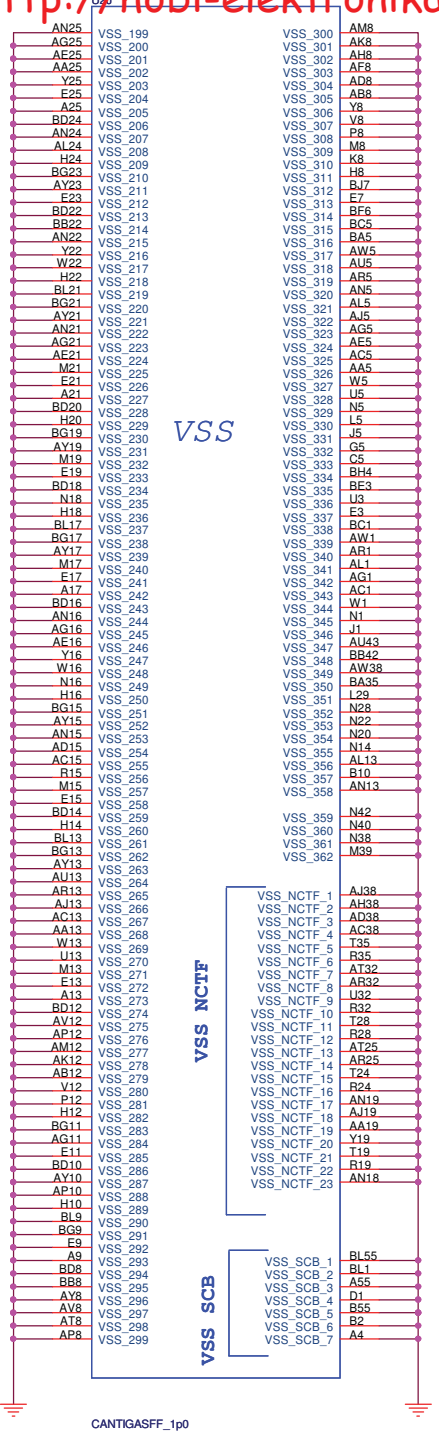 ttp://hobi-elektronika
U20
AN25 VSS_199
AG25 VSS_200
AE25 VSS_201
AA25 VSS_202
Y25 VSS_203
E25 VSS_204
A25 VSS_205
BD24 VSS_206
AN24 VSS_207
AL24 VSS_208
H24 VSS_209
BG23 VSS_210
AY23 VSS_211
E23 VSS_212
BD22 VSS_213
BB22 VSS_214
AN22 VSS_215
Y22 VSS_216
W22 VSS_217
H22 VSS_218
BL21 VSS_219
BG21 VSS_220
AY21 VSS_221
AN21 VSS_222
AG21 VSS_223
AE21 VSS_224
M21 VSS_225
E21 VSS_226
A21 VSS_227
BD20 VSS_228
H20 VSS_229
BG19 VSS_230
AY19 VSS_231
M19 VSS_232
E19 VSS_233
BD18 VSS_234
N18 VSS_235
H18 VSS_236
BL17 VSS_237
BG17 VSS_238
AY17 VSS_239
M17 VSS_240
E17 VSS_241
A17 VSS_242
BD16 VSS_243
AN16 VSS_244
AG16 VSS_245
AE16 VSS_246
Y16 VSS_247
W16 VSS_248
N16 VSS_249
H16 VSS_250
BG15 VSS_251
AY15 VSS_252
AN15 VSS_253
AD15 VSS_254
AC15 VSS_255
R15 VSS_256
M15 VSS_257
E15 VSS_258
BD14 VSS_259
H14 VSS_260
BL13 VSS_261
BG13 VSS_262
AY13 VSS_263
AU13 VSS_264
AR13 VSS_265
AJ13 VSS_266
AC13 VSS_267
AA13 VSS_268
W13 VSS_269
U13 VSS_270
M13 VSS_271
E13 VSS_272
A13 VSS_273
BD12 VSS_274
AV12 VSS_275
AP12 VSS_276
AM12 VSS_277
AK12 VSS_278
AB12 VSS_279
V12 VSS_280
P12 VSS_281
H12 VSS_282
BG11 VSS_283
AG11 VSS_284
E11 VSS_285
BD10 VSS_286
AY10 VSS_287
AP10 VSS_288
H10 VSS_289
BL9 VSS_290
BG9 VSS_291
E9 VSS_292
A9 VSS_293
BD8 VSS_294
BB8 VSS_295
AY8 VSS_296
AV8 VSS_297
AT8 VSS_298
AP8 VSS_299
VSS
VSS_300 AM8
VSS_301 AK8
VSS_302 AH8
VSS_303 AF8
VSS_304 AD8
VSS_305 AB8
VSS_306 Y8
VSS_307 V8
VSS_308 P8
VSS_309 M8
VSS_310 K8
VSS_311 H8
VSS_312 BJ7
VSS_313 E7
VSS_314 BF6
VSS_315 BC5
VSS_316 BA5
VSS_317 AW5
VSS_318 AU5
VSS_319 AR5
VSS_320 AN5
VSS_321 AL5
VSS_322 AJ5
VSS_323 AG5
VSS_324 AE5
VSS_325 AC5
VSS_326 AA5
VSS_327 W5
VSS_328 U5
VSS_329 N5
VSS_330 L5
VSS_331 J5
VSS_332 G5
VSS_333 C5
VSS_334 BH4
VSS_335 BE3
VSS_336 U3
VSS_337 E3
VSS_338 BC1
VSS_339 AW1
VSS_340 AR1
VSS_341 AL1
VSS_342 AG1
VSS_343 AC1
VSS_344 W1
VSS_345 N1
VSS_346 J1
VSS_347 AU43
VSS_348 BB42
VSS_349 AW38
VSS_350 BA35
VSS_351 L29
VSS_352 N28
VSS_353 N22
VSS_354 N20
VSS_355 N14
VSS_356 AL13
VSS_357 B10
VSS_358 AN13
VSS_359 N42
VSS_360 N40
VSS_361 N38
VSS_362 M39
VSS NCTF
VSS_NCTF_1 AJ38
VSS_NCTF_2 AH38
VSS_NCTF_3 AD38
VSS_NCTF_4 AC38
VSS_NCTF_5 T35
VSS_NCTF_6 R35
VSS_NCTF_7 AT32
VSS_NCTF_8 AR32
VSS_NCTF_9 U32
VSS_NCTF_10 R32
VSS_NCTF_11 T28
VSS_NCTF_12 R28
VSS_NCTF_13 AT25
VSS_NCTF_14 AR25
VSS_NCTF_15 T24
VSS_NCTF_16 R24
VSS_NCTF_17 AN19
VSS_NCTF_18 AJ19
VSS_NCTF_19 AA19
VSS_NCTF_20 Y19
VSS_NCTF_21 T19
VSS_NCTF_22 R19
VSS_NCTF_23 AN18
VSS SCB
VSS_SCB_1 BL55
VSS_SCB_2 BL1
VSS_SCB_3 A55
VSS_SCB_4 D1
VSS_SCB_5 B55
VSS_SCB_6 B2
VSS_SCB_7 A4
CANTIGASFF_1p0